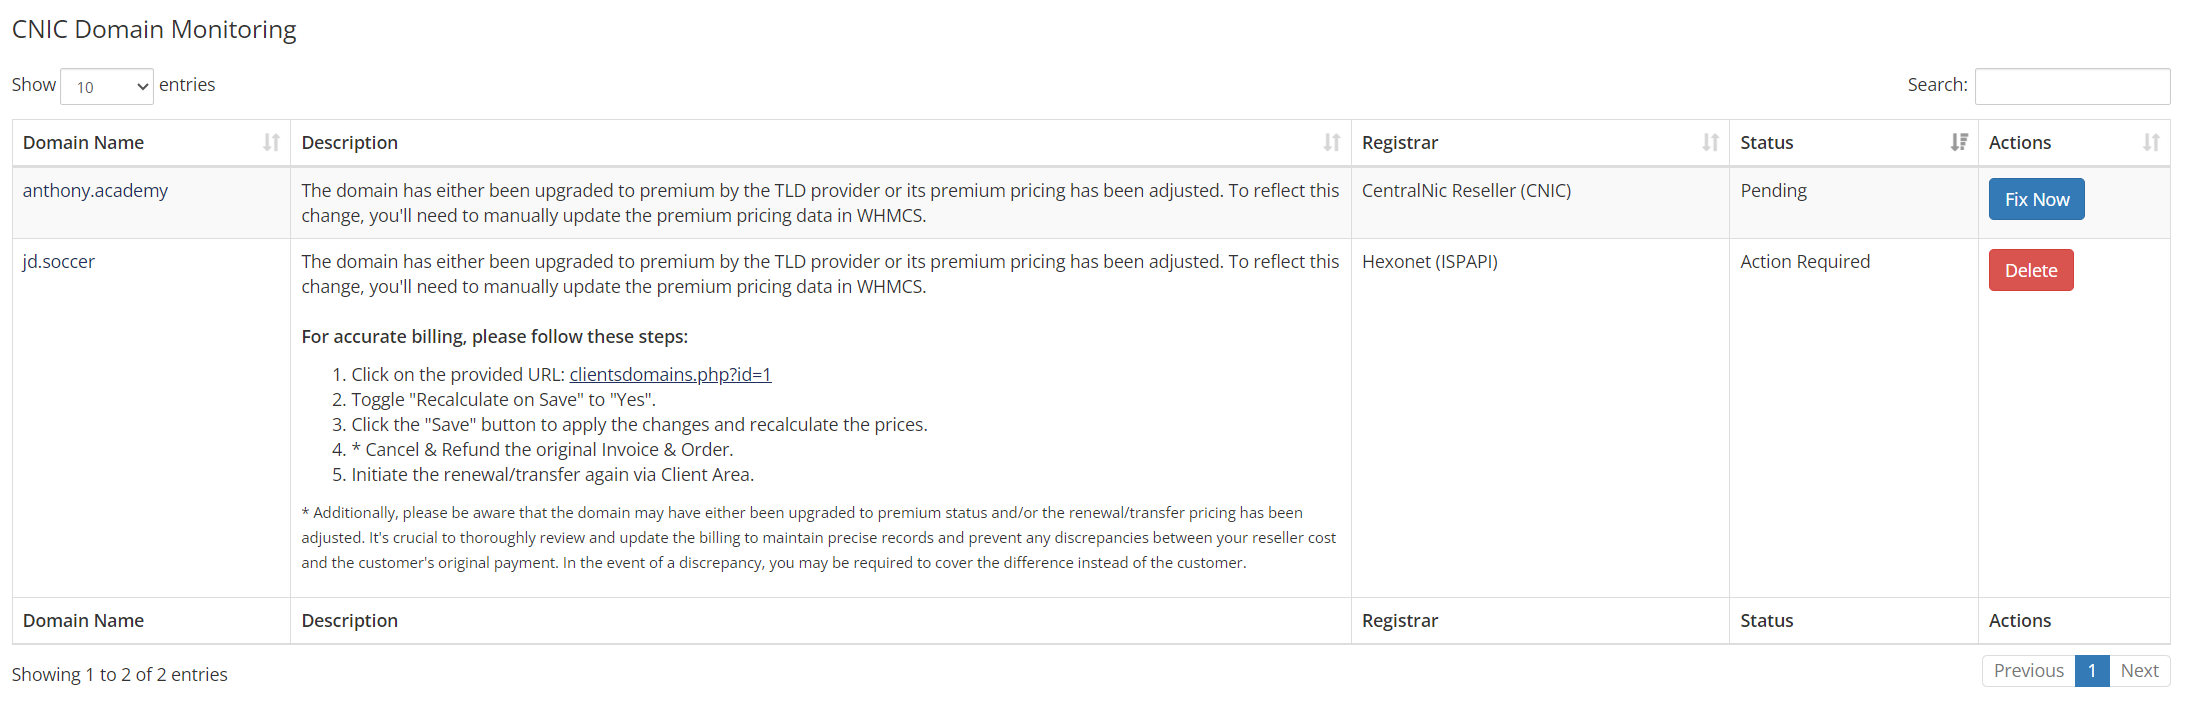 CNIC Domain Monitoring
Show 10 entries
Search:
Domain Name Description Registrar Status Actions
anthony.academy The domain has either been upgraded to premium by the TLD provider or its premium pricing has been adjusted. To reflect this CentralNic Reseller (CNIC) Pending Fix Now
change, you'll need to manually update the premium pricing data in WHMCS.
jd.soccer The domain has either been upgraded to premium by the TLD provider or its premium pricing has been adjusted. To reflect this Hexonet (ISPAPI) Action Required Delete
change, you'll need to manually update the premium pricing data in WHMCS.
For accurate billing, please follow these steps:
1. Click on the provided URL: clientsdomains.php?id=1
2. Toggle "Recalculate on Save" to "Yes".
3. Click the "Save" button to apply the changes and recalculate the prices.
4. * Cancel & Refund the original Invoice & Order.
5. Initiate the renewal/transfer again via Client Area.
* Additionally, please be aware that the domain may have either been upgraded to premium status and/or the renewal/transfer pricing has been
adjusted. It's crucial to thoroughly review and update the billing to maintain precise records and prevent any discrepancies between your reseller cost
and the customer's original payment. In the event of a discrepancy, you may be required to cover the difference instead of the customer.
Domain Name Description Registrar Status Actions
Showing 1 to 2 of 2 entries
Previous 1 Next